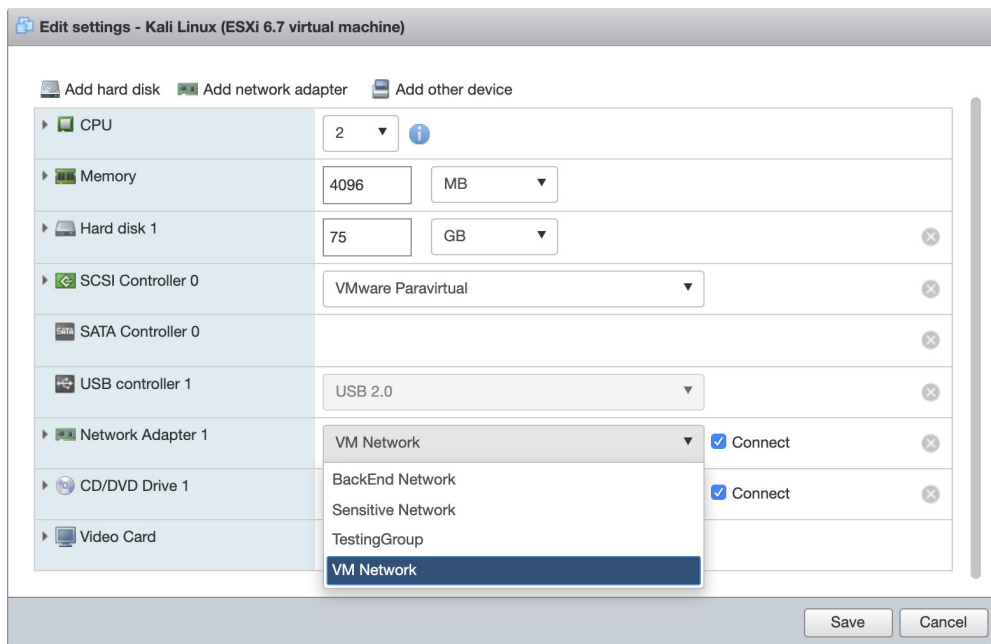 Edit settings - Kali Linux (ESXi 6.7 virtual machine)
Add hard disk Add network adapter Add other device
CPU 2
Memory 4096 MB
Hard disk 1 75 GB
SCSI Controller 0 VMware Paravirtual
SATA SATA Controller 0
USB controller 1 USB 2.0
Network Adapter 1 VM Network Connect
BackEnd Network
CD/DVD Drive 1 Connect
Sensitive Network
TestingGroup
Video Card
VM Network
Save Cancel